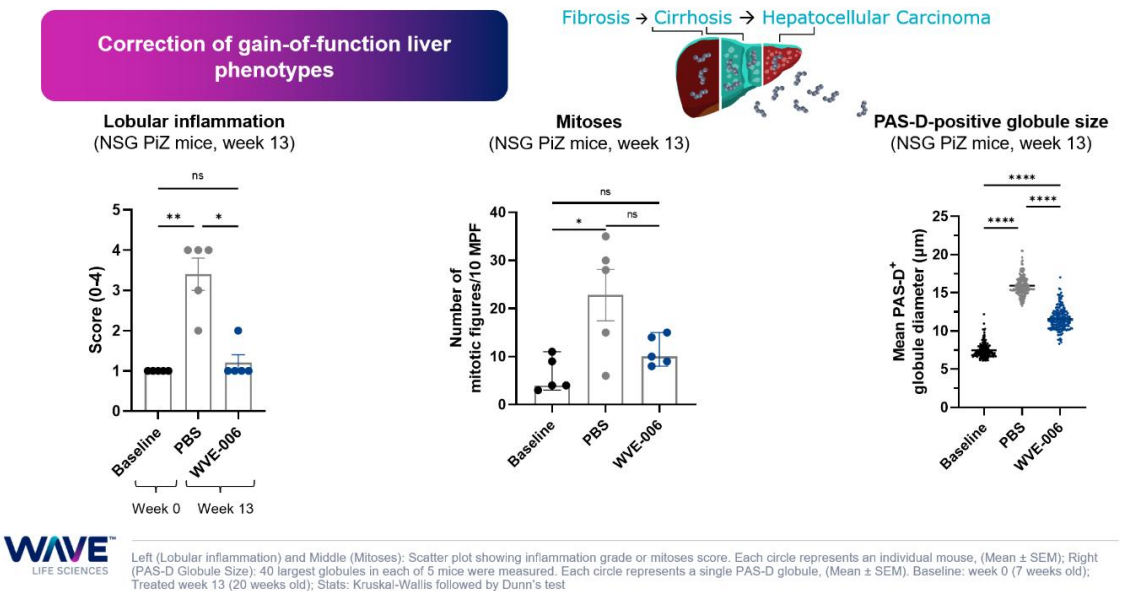 Correction of gain-of-function liver
phenotypes
Fibrosis → Cirrhosis → Hepatocellular Carcinoma
Lobular inflammation
(NSG PiZ mice, week 13)
ns
** *
5
4
3
2
1
0
Score (0-4)
Baseline
PBS
WVE-006
Week 0 Week 13
Mitoses
(NSG PiZ mice, week 13)
ns
* ns
40
30
20
10
0
Number of
mitotic figures/10 MPF
Baseline
PBS
WVE-006
PAS-D-positive globule size
(NSG PiZ mice, week 13)
****
****
****
25
20
15
10
5
0
Mean PAS-D+
globule diameter (µm)
Baseline
PBS
WVE-006
WAVE™
LIFE SCIENCES
Left (Lobular inflammation) and Middle (Mitoses): Scatter plot showing inflammation grade or mitoses score. Each circle represents an individual mouse, (Mean ± SEM); Right
(PAS-D Globule Size): 40 largest globules in each of 5 mice were measured. Each circle represents a single PAS-D globule, (Mean ± SEM). Baseline: week 0 (7 weeks old);
Treated week 13 (20 weeks old); Stats: Kruskal-Wallis followed by Dunn's test